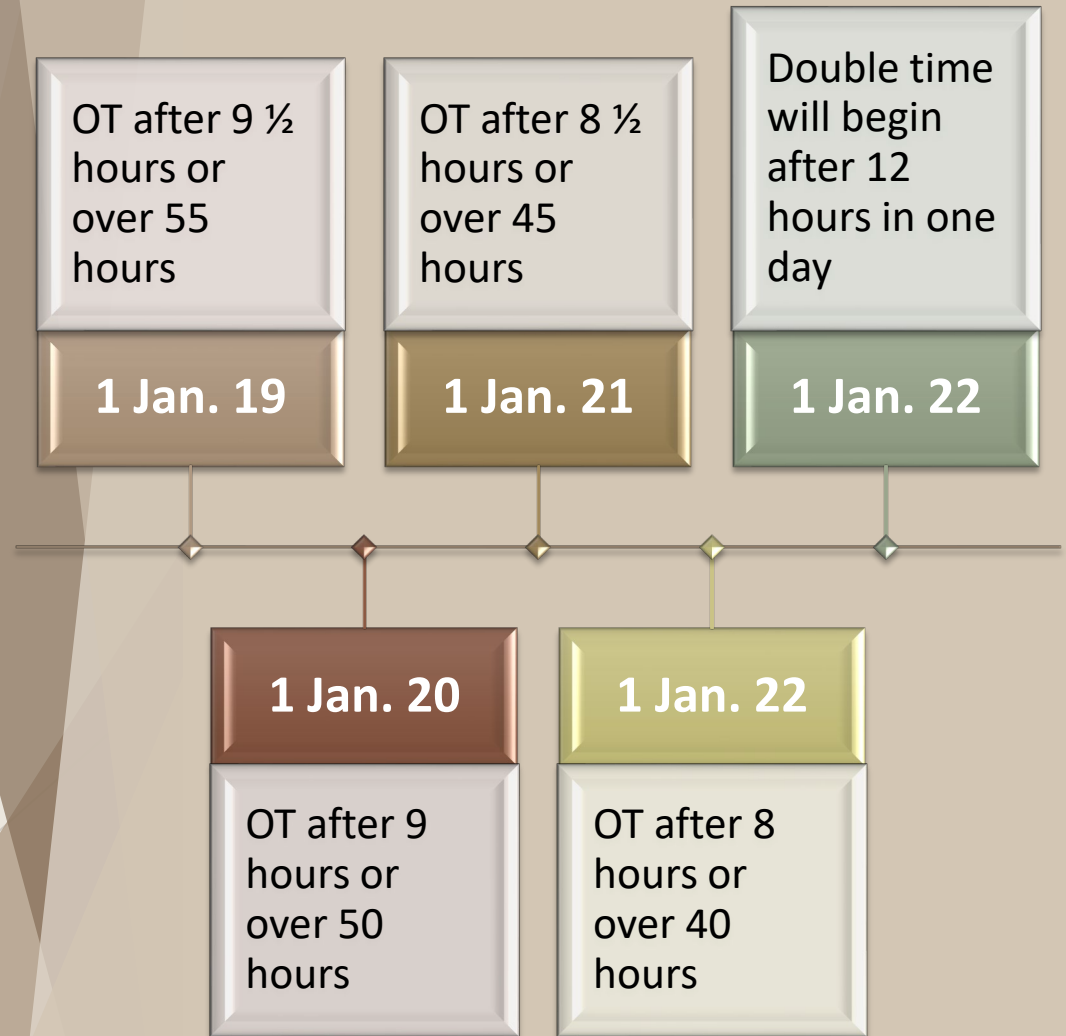 OT after 9 ½
hours or
over 55
hours
1 Jan. 19
1 Jan. 20
OT after 9
hours or
over 50
hours
OT after 8 ½
hours or
over 45
hours
1 Jan. 21
1 Jan. 22
OT after 8
hours or
over 40
hours
Double time
will begin
after 12
hours in one
day
1 Jan. 22